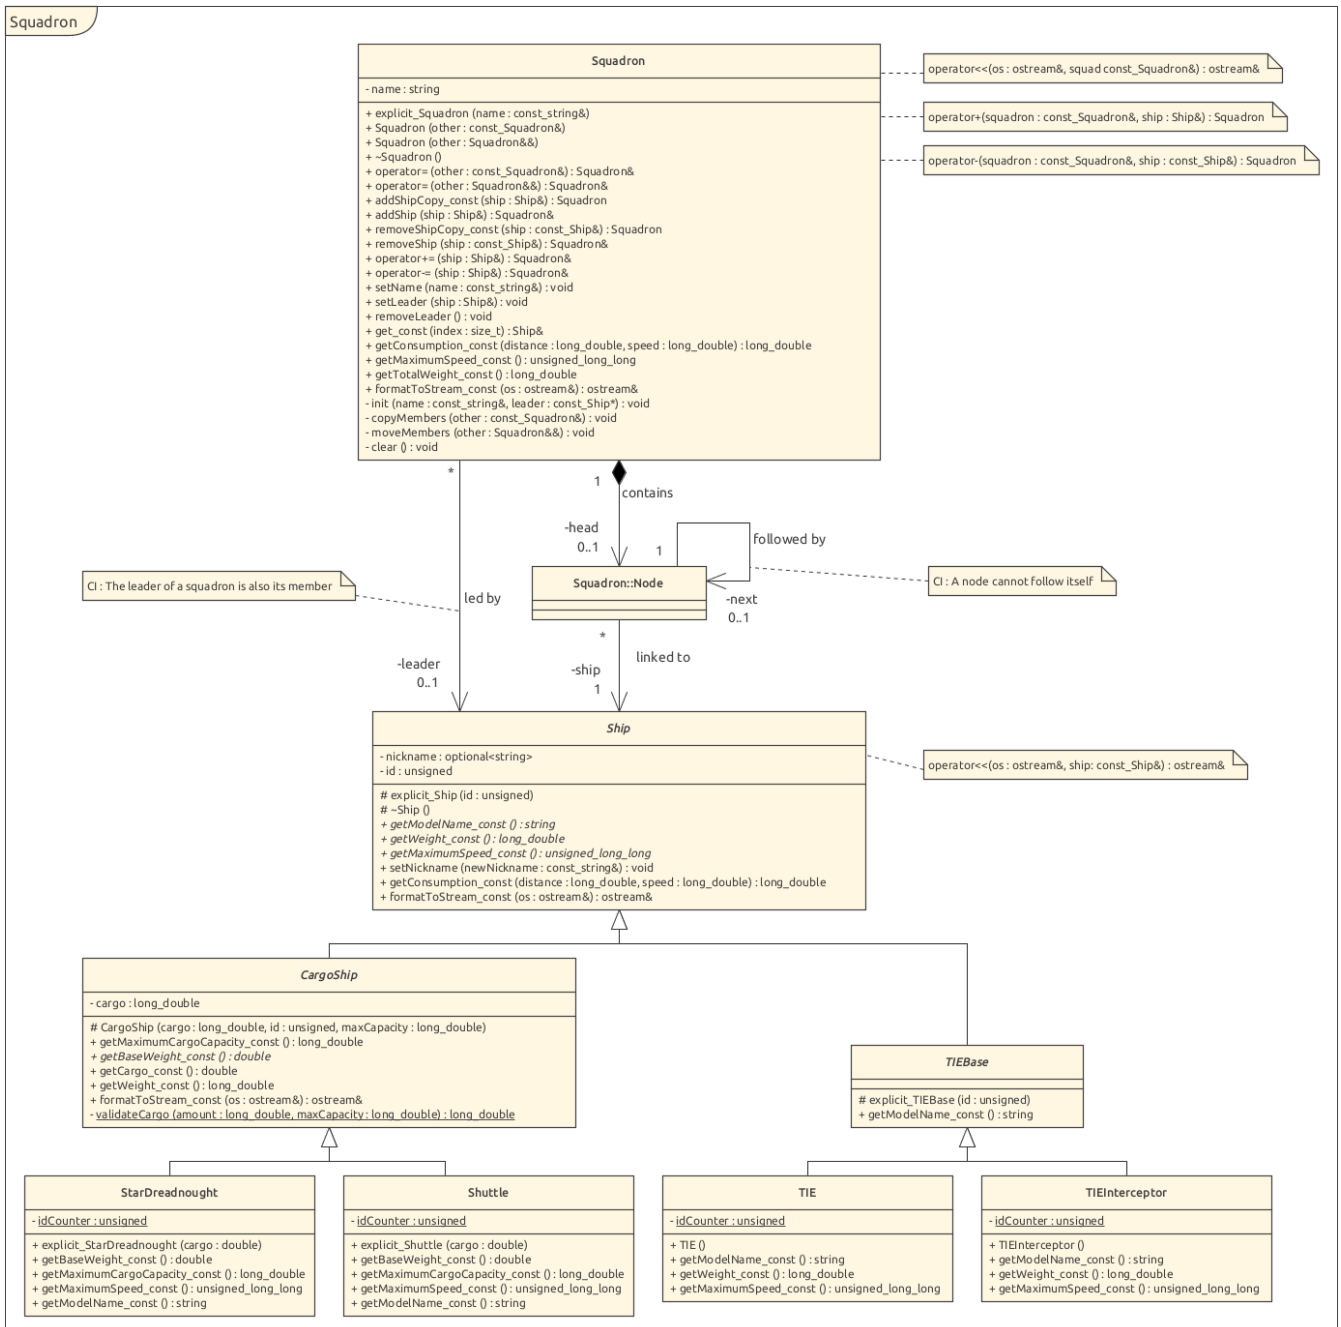 Squadron
Squadron
- name : string
+ explicit_Squadron (name : const_string&)
+ Squadron (other : const_Squadron&)
+ Squadron (other : Squadron&&)
+ ~Squadron ()
+ operator= (other : const_Squadron&) : Squadron&
+ operator= (other : Squadron&&) : Squadron&
+ addShipCopy_const (ship : Ship&) : Squadron
+ addShip (ship : Ship&) : Squadron&
+ removeShipCopy_const (ship : const_Ship&) : Squadron
+ removeShip (ship : const_Ship&) : Squadron&
+ operator+= (ship : Ship&) : Squadron&
+ operator-= (ship : Ship&) : Squadron&
+ setName (name : const_string&) : void
+ setLeader (ship : Ship&) : void
+ removeLeader () : void
+ get_const (index : size_t) : Ship&
+ getConsumption_const (distance : long_double, speed : long_double) : long_double
+ getMaximumSpeed_const () : unsigned_long_long
+ getTotalWeight_const () : long_double
+ formatToStream_const (os : ostream&) : ostream&
- init (name : const_string&, leader : const_Ship*) : void
- copyMembers (other : const_Squadron&) : void
- moveMembers (other : Squadron&&) : void
- clear () : void
operator<<(os : ostream&, squad const_Squadron&) : ostream&
operator+(squadron : const_Squadron&, ship : Ship&) : Squadron
operator-(squadron : const_Squadron&, ship : const_Ship&) : Squadron
*
1
contains
-head
0..1
1
followed by
Squadron::Node
-next
0..1
CI : A node cannot follow itself
CI : The leader of a squadron is also its member
led by
-leader
0..1
*
linked to
-ship
1
Ship
- nickname : optional<string>
- id : unsigned
# explicit_Ship (id : unsigned)
# ~Ship ()
+ getModelName_const () : string
+ getWeight_const () : long_double
+ getMaximumSpeed_const () : unsigned_long_long
+ setNickname (newNickname : const_string&) : void
+ getConsumption_const (distance : long_double, speed : long_double) : long_double
+ formatToStream_const (os : ostream&) : ostream&
operator<<(os : ostream&, ship: const_Ship&) : ostream&
CargoShip
- cargo : long_double
# CargoShip (cargo : long_double, id : unsigned, maxCapacity : long_double)
+ getMaximumCargoCapacity_const () : long_double
+ getBaseWeight_const () : double
+ getCargo_const () : double
+ getWeight_const () : long_double
+ formatToStream_const (os : ostream&) : ostream&
- validateCargo (amount : long_double, maxCapacity : long_double) : long_double
TIEBase
# explicit_TIEBase (id : unsigned)
+ getModelName_const () : string
StarDreadnought
- idCounter : unsigned
+ explicit_StarDreadnought (cargo : double)
+ getBaseWeight_const () : double
+ getMaximumCargoCapacity_const () : long_double
+ getMaximumSpeed_const () : unsigned_long_long
+ getModelName_const () : string
Shuttle
- idCounter : unsigned
+ explicit_Shuttle (cargo : double)
+ getBaseWeight_const () : double
+ getMaximumCargoCapacity_const () : long_double
+ getMaximumSpeed_const () : unsigned_long_long
+ getModelName_const () : string
TIE
- idCounter : unsigned
+ TIE ()
+ getModelName_const () : string
+ getWeight_const () : long_double
+ getMaximumSpeed_const () : unsigned_long_long
TIEInterceptor
- idCounter : unsigned
+ TIEInterceptor ()
+ getModelName_const () : string
+ getWeight_const () : long_double
+ getMaximumSpeed_const () : unsigned_long_long